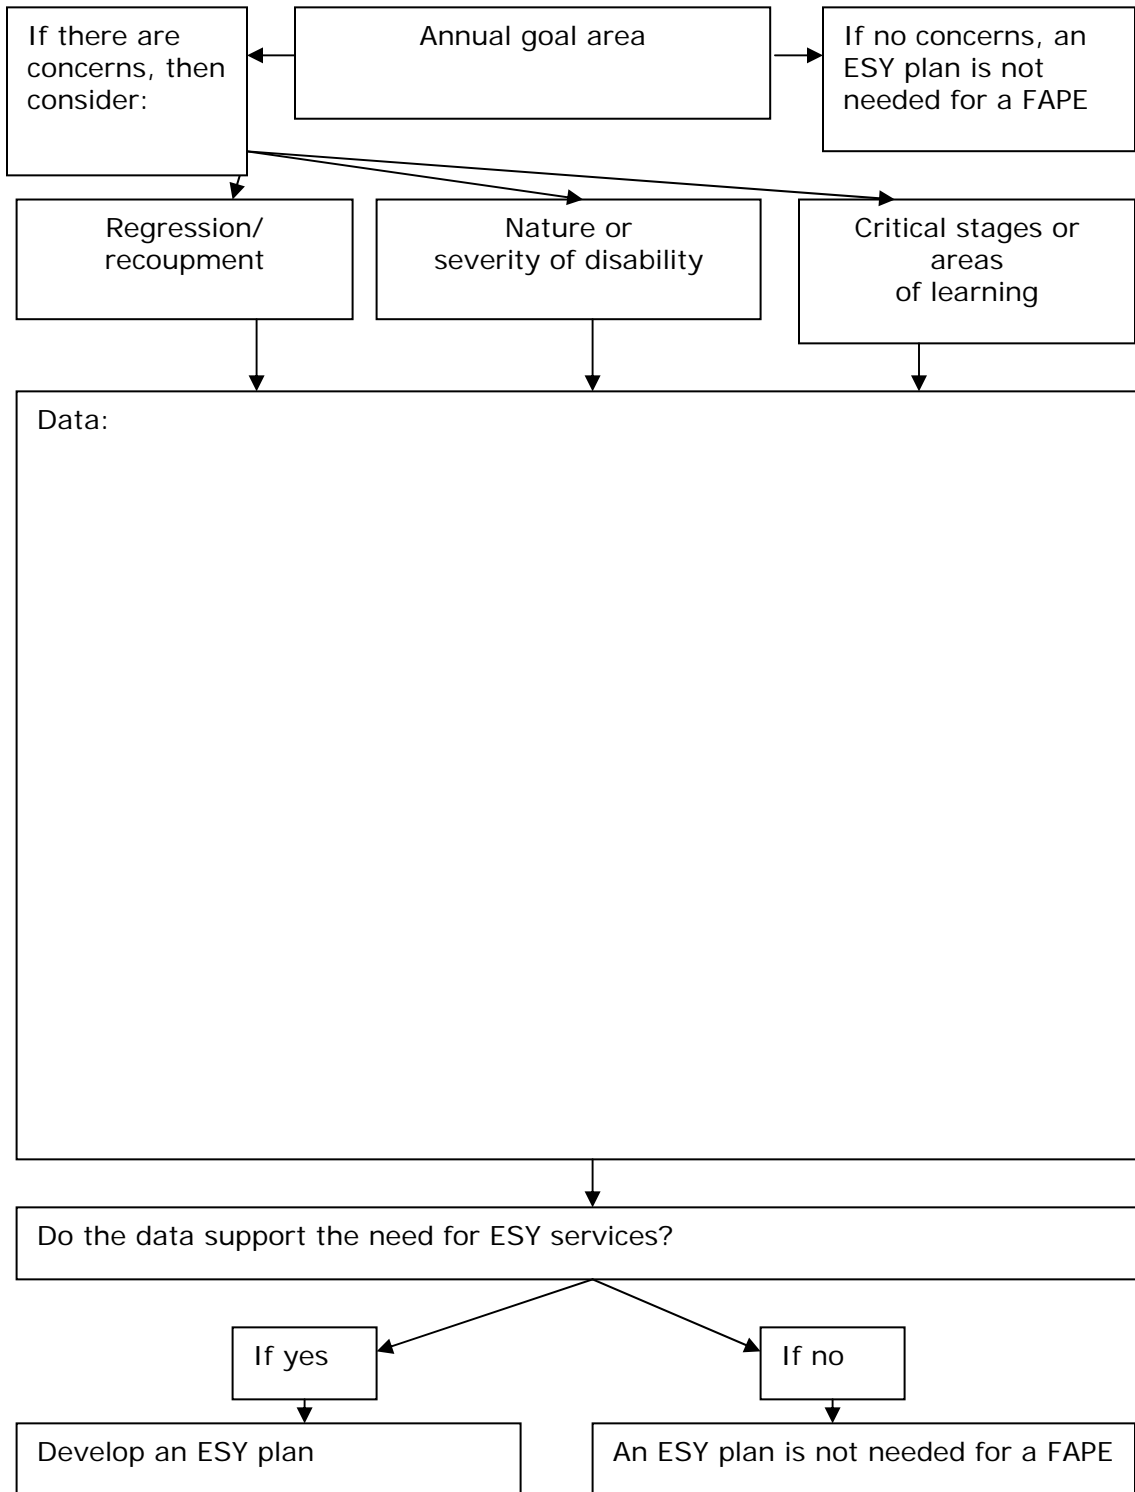 If there are
concerns, then
consider:
Annual goal area
If no concerns, an
ESY plan is not
needed for a FAPE
Regression/
recoupment
Nature or
severity of disability
Critical stages or
areas
of learning
Data:
Do the data support the need for ESY services?
If yes
If no
Develop an ESY plan
An ESY plan is not needed for a FAPE